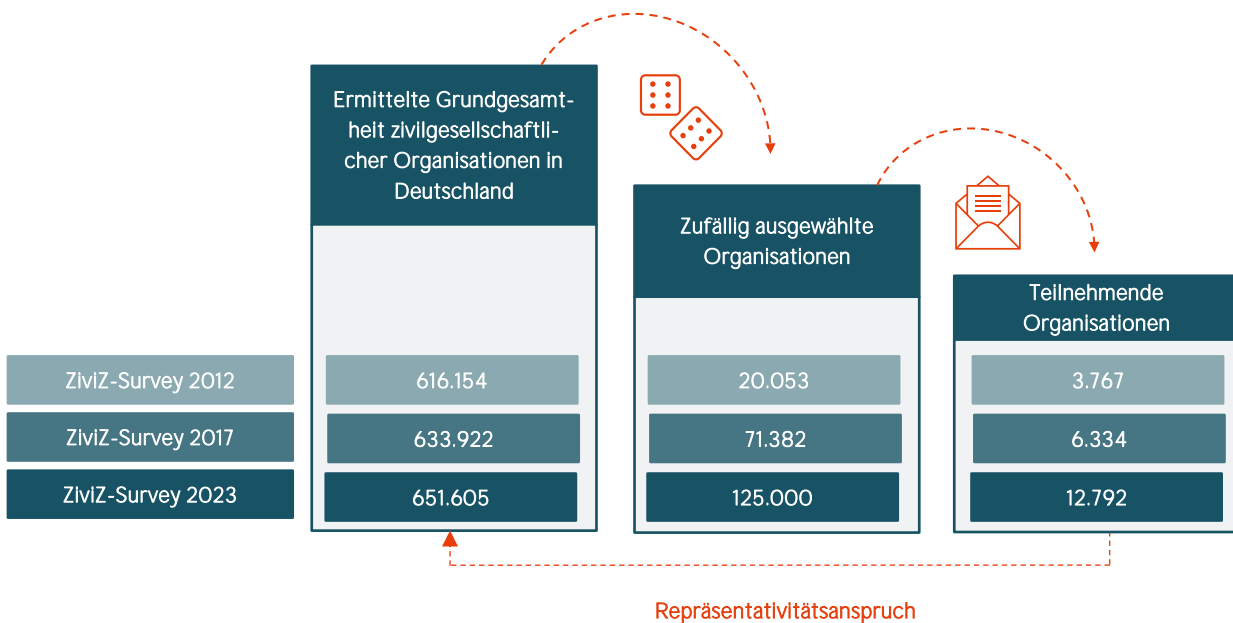 Ermittelte Grundgesamt-
heit zivilgesellschaftli-
cher Organisationen in
Deutschland
Zufällig ausgewählte
Organisationen
Teilnehmende
Organisationen
ZiviZ-Survey 2012
616.154
20.053
3.767
ZiviZ-Survey 2017
633.922
71.382
6.334
ZiviZ-Survey 2023
651.605
125.000
12.792
Repräsentativitätsanspruch